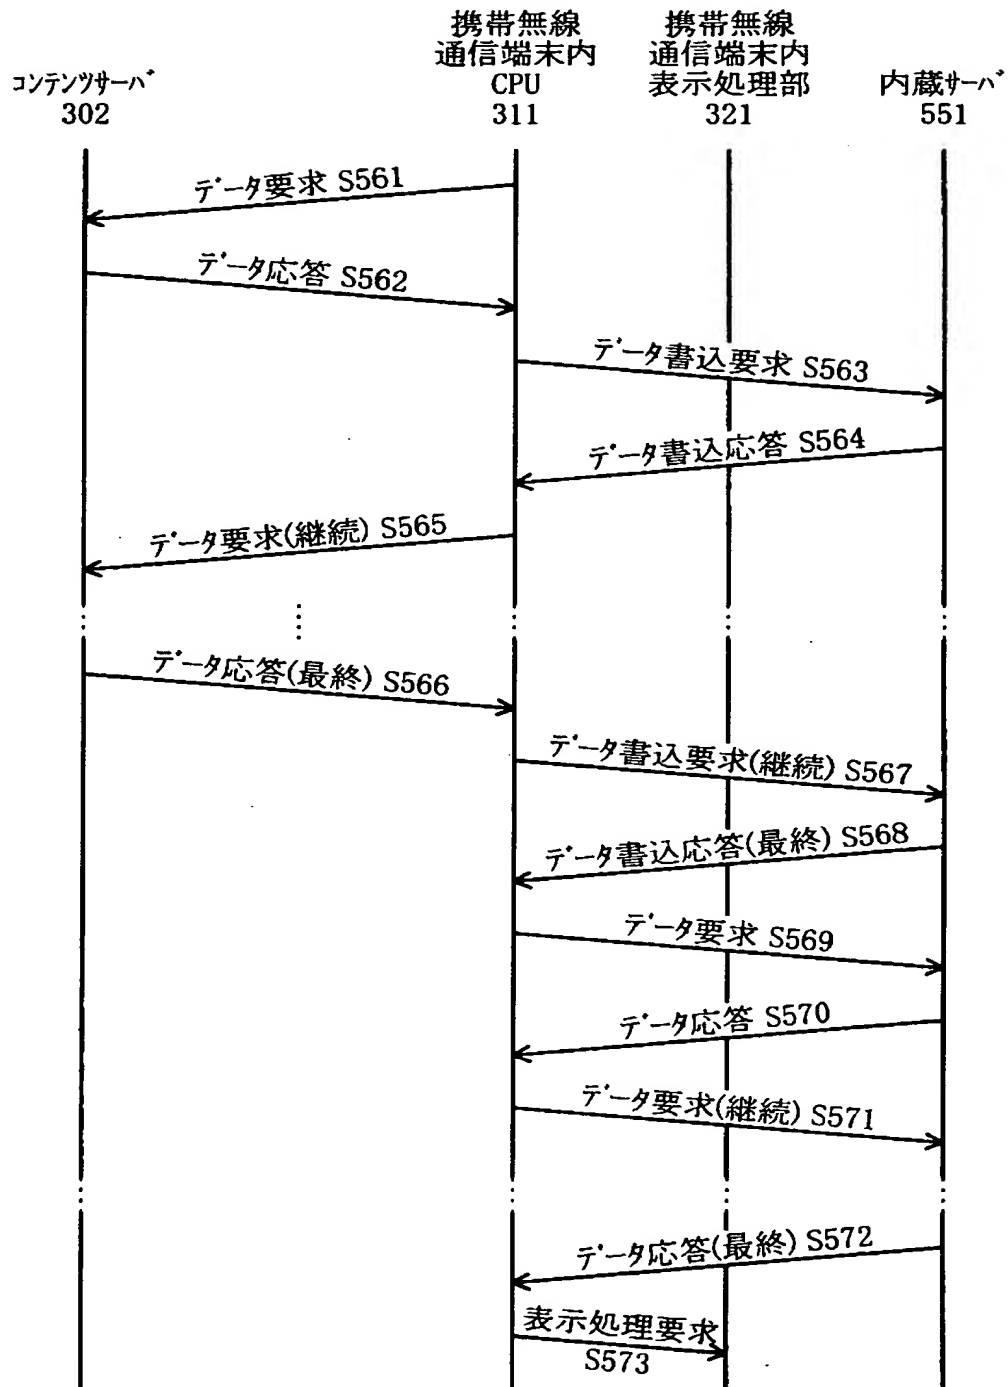 コンテンツサーバ
302
携帯無線
通信端末内
CPU
311
携帯無線
通信端末内
表示処理部
321
内蔵サーバ
551
データ要求 S561
データ応答 S562
データ書込要求 S563
データ書込応答 S564
データ要求(継続) S565
データ応答(最終) S566
データ書込要求(継続) S567
データ書込応答(最終) S568
データ要求 S569
データ応答 S570
データ要求(継続) S571
データ応答(最終) S572
表示処理要求
S573